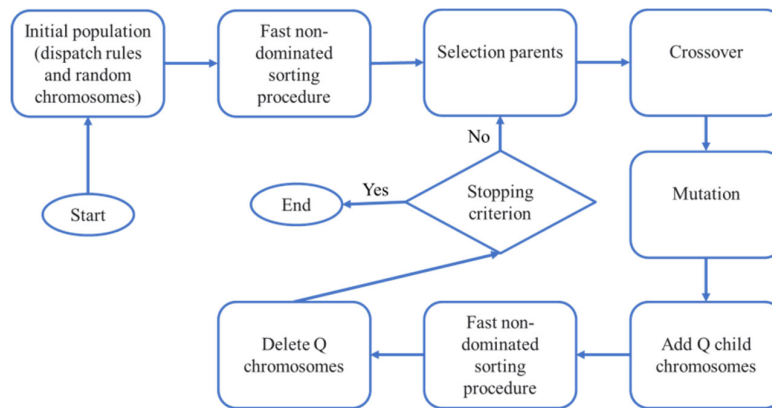 Initial population
(dispatch rules
and random
chromosomes)
Fast non-
dominated
sorting
procedure
Selection parents
Crossover
No
Yes
Start
End
Stopping
criterion
Mutation
Delete Q
chromosomes
Fast non-
dominated
sorting
procedure
Add Q child
chromosomes